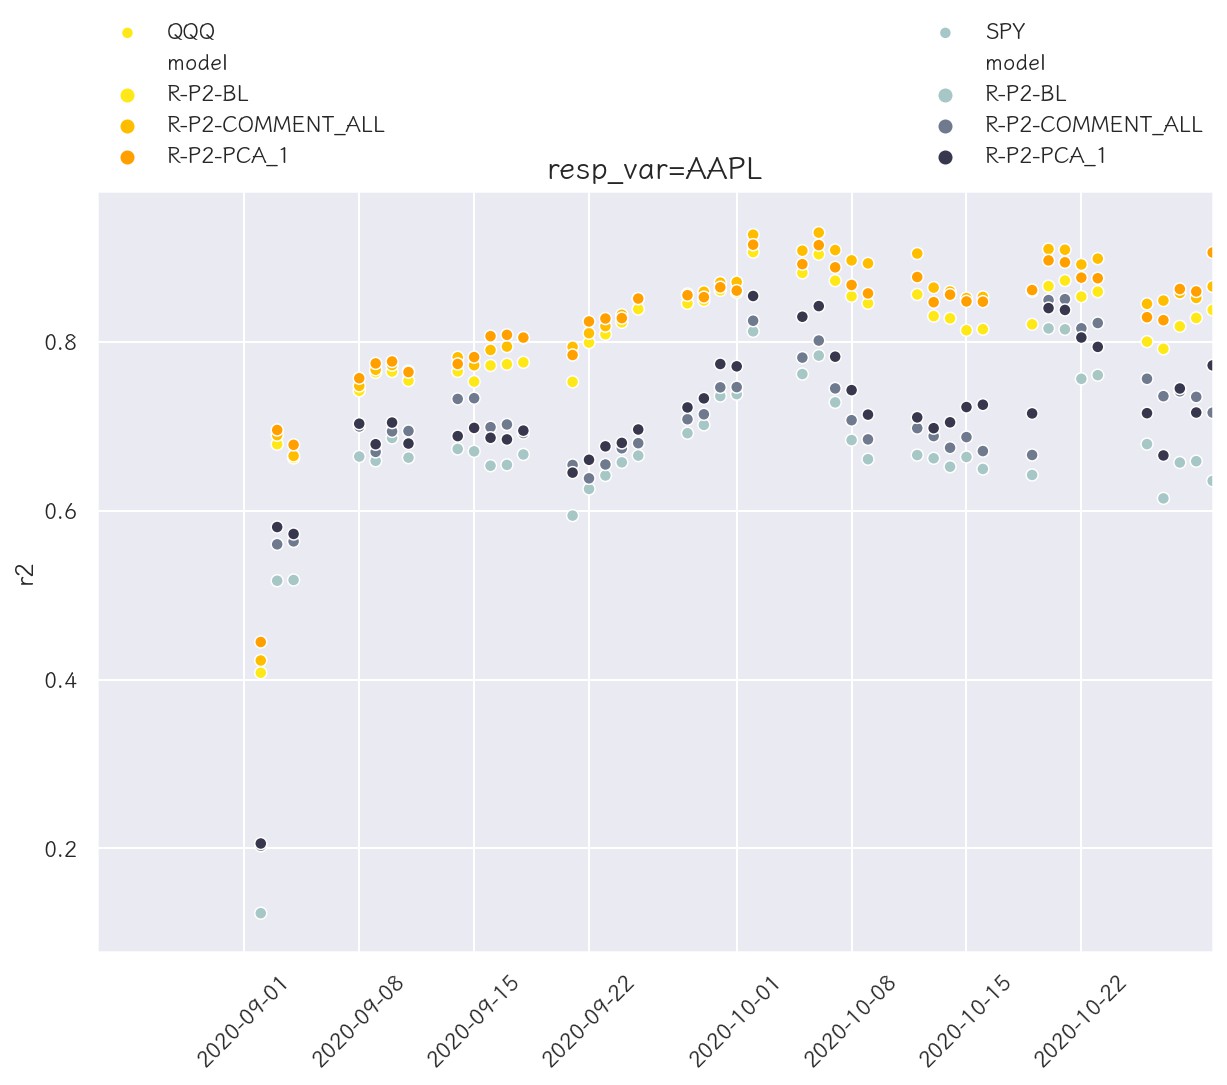 QQQ
model
R-P2-BL
R-P2-COMMENT_ALL
R-P2-PCA_1
SPY
model
R-P2-BL
R-P2-COMMENT_ALL
R-P2-PCA_1
resp_var=AAPL
r2
0.8
0.6
0.4
0.2
2020-09-01
2020-09-08
2020-09-15
2020-09-22
2020-10-01
2020-10-08
2020-10-15
2020-10-22